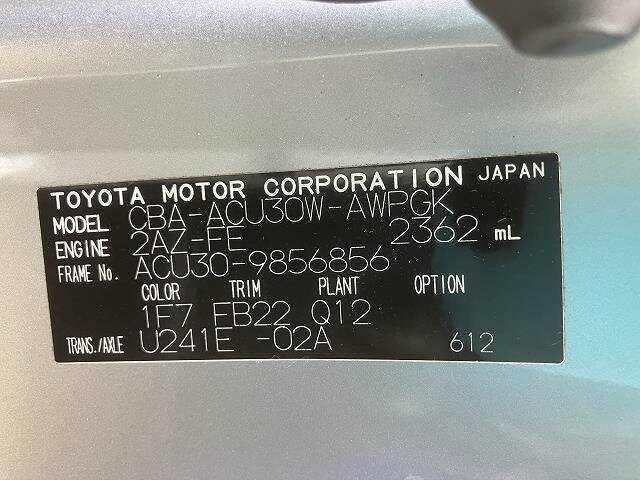 TOYOTA MOTOR CORPORATION JAPAN
MODEL CBA-ACU30W-AWPGK
ENGINE 2AZ-FE 2362 mL
FRAME No. ACU30-9856856
COLOR TRIM PLANT OPTION
1F7 FB22 Q12
TRANS./AXLE U241E -02A 612